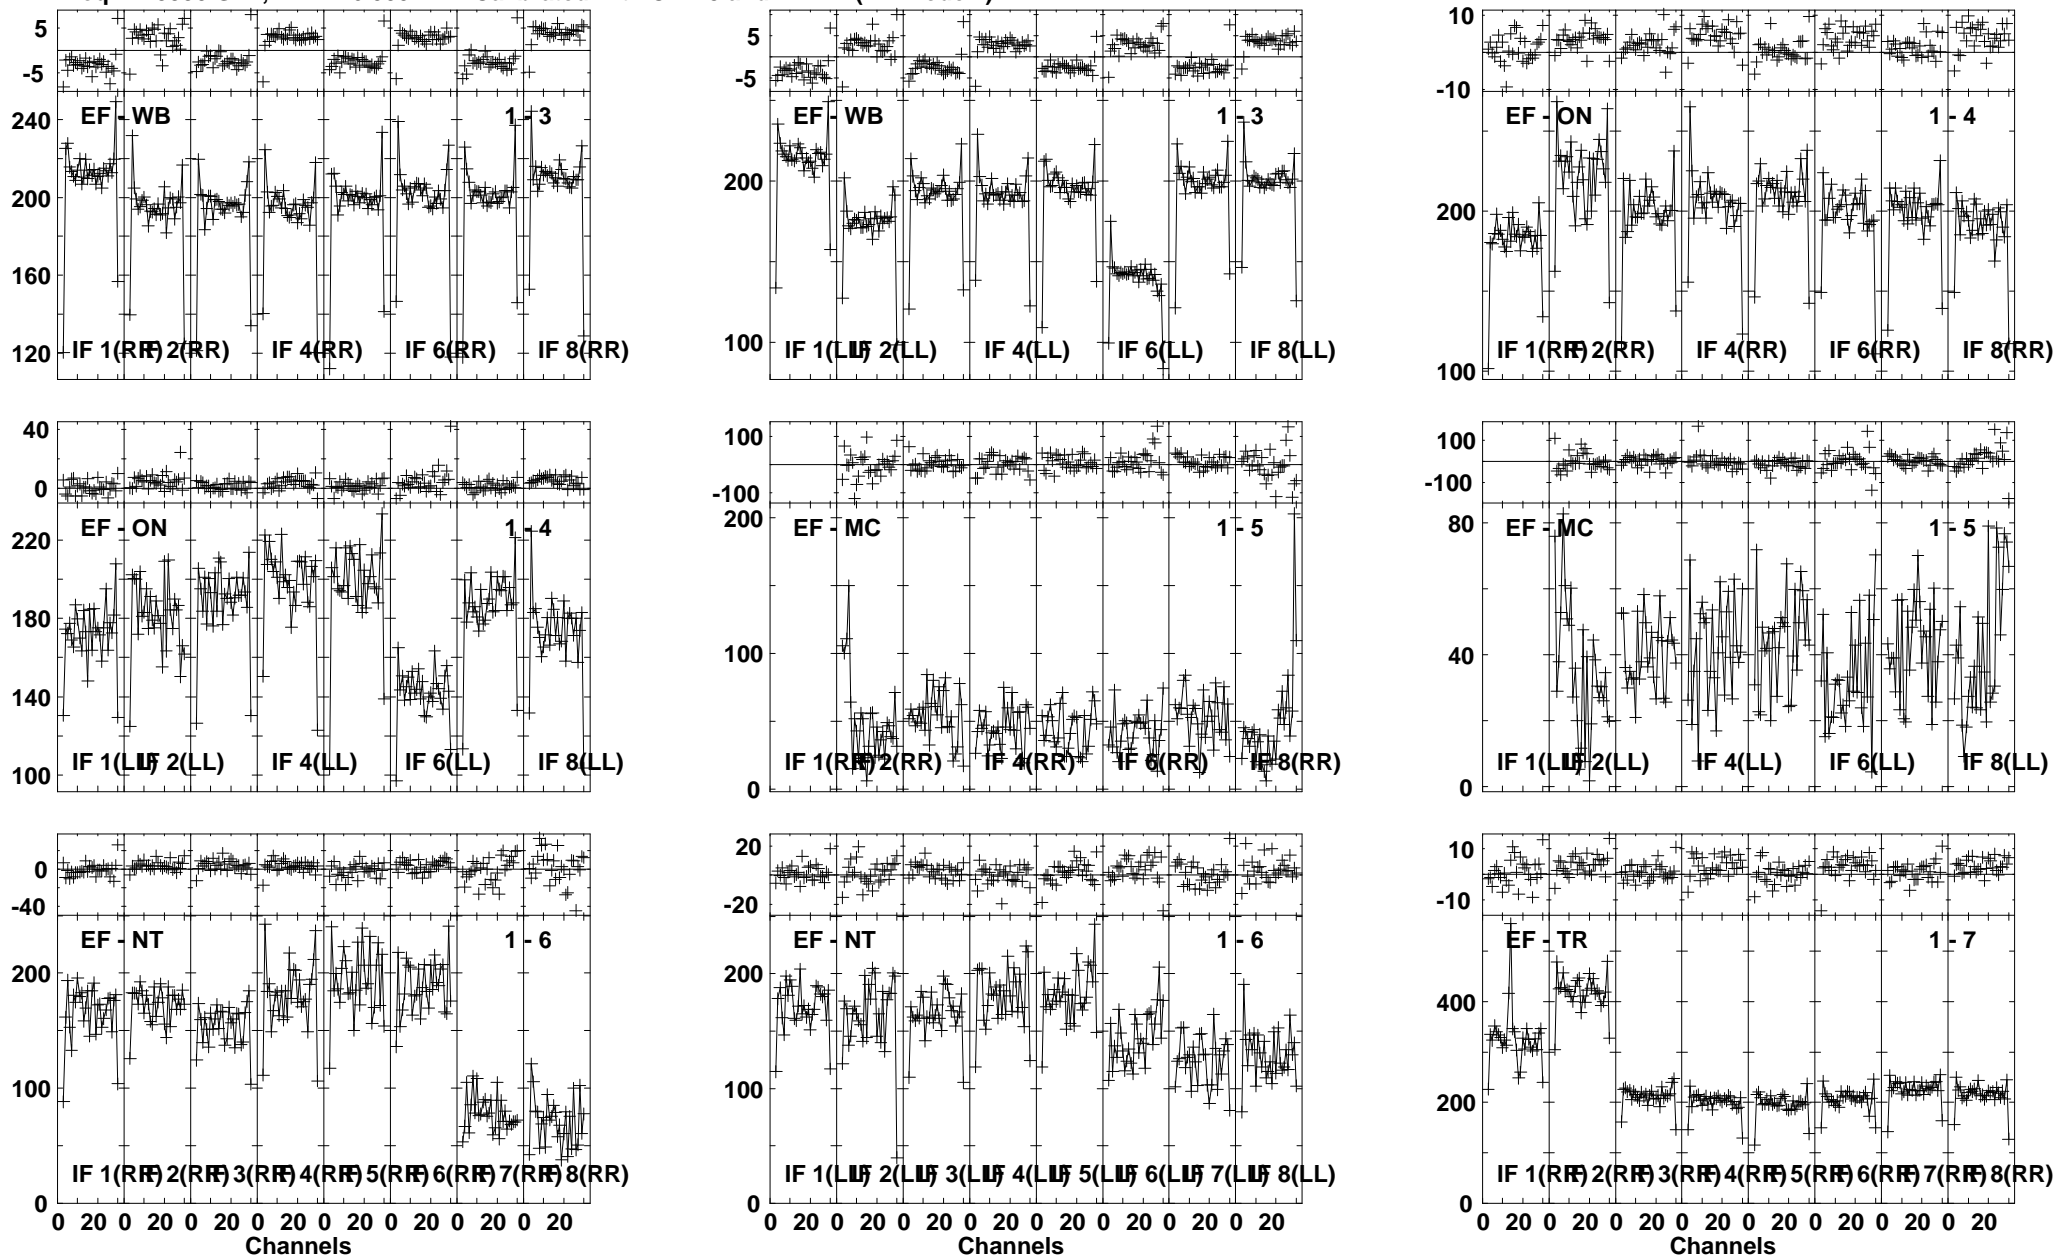 5 5 10
-5 -5 -10
240 EF - WB 1 - 3 EF - WB 1 - 3 EF - ON 1 - 4
200 200 200
160
120 100 100
IF 1(RR) IF 2(RR) IF 4(RR) IF 6(RR) IF 8(RR) IF 1(LL) IF 2(LL) IF 4(LL) IF 6(LL) IF 8(LL) IF 1(RR) IF 2(RR) IF 4(RR) IF 6(RR) IF 8(RR)
40 100 100
0 -100 -100
220 EF - ON 1 - 4 200 EF - MC 1 - 5 80 EF - MC 1 - 5
180 100 40
140
100 0 0
IF 1(LL) IF 2(LL) IF 4(LL) IF 6(LL) IF 8(LL) IF 1(RR) IF 2(RR) IF 4(RR) IF 6(RR) IF 8(RR) IF 1(LL) IF 2(LL) IF 4(LL) IF 6(LL) IF 8(LL)
0 20 10
-40 -20 -10
EF - NT 1 - 6 EF - NT 1 - 6 EF - TR 1 - 7
200 200 400
100 100 200
IF 1(RR) IF 2(RR) IF 3(RR) IF 4(RR) IF 5(RR) IF 6(RR) IF 7(RR) IF 8(RR) IF 1(LL) IF 2(LL) IF 3(LL) IF 4(LL) IF 5(LL) IF 6(LL) IF 7(LL) IF 8(LL) IF 1(RR) IF 2(RR) IF 3(RR) IF 4(RR) IF 5(RR) IF 6(RR) IF 7(RR) IF 8(RR)
0 0 0
0 20 0 20 0 20 0 20 0 20 0 20 0 20 0 20 0 20 0 20 0 20 0 20 0 20 0 20 0 20 0 20 0 20 0 20 0 20 0 20 0 20 0 20 0 20 0 20
Channels Channels Channels